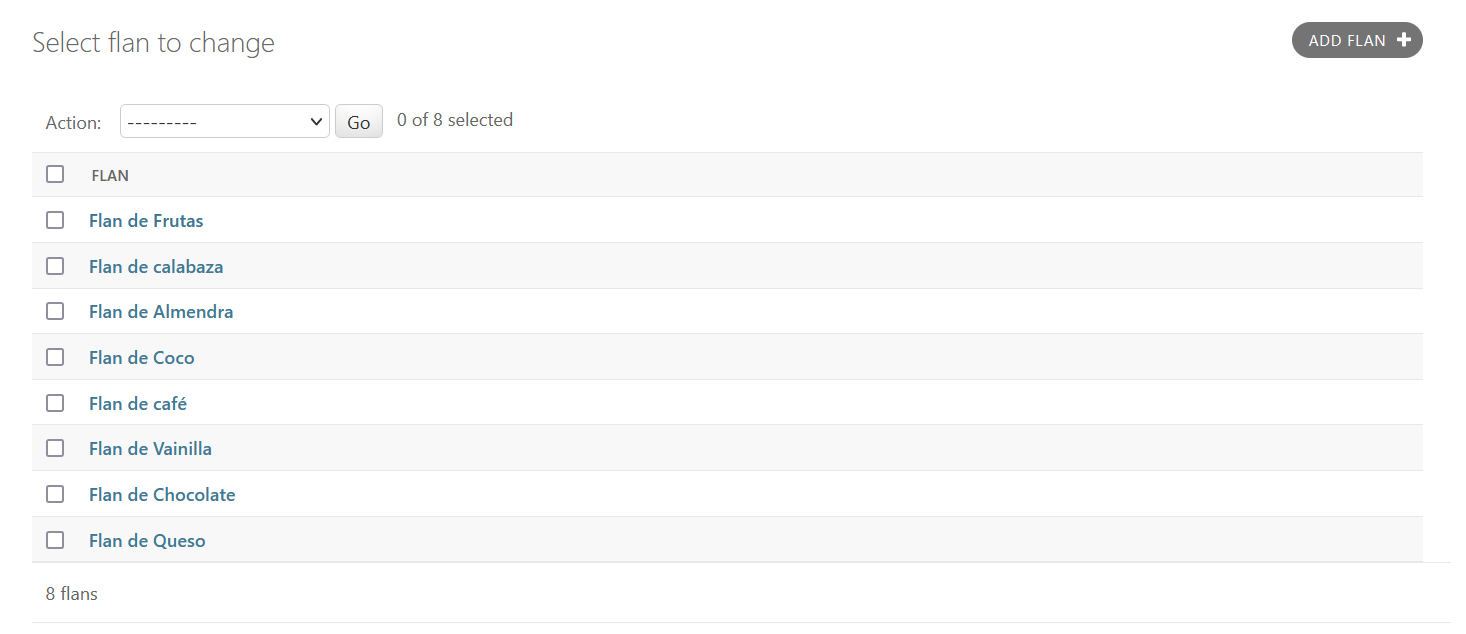 Select flan to change
ADD FLAN
Action: --------- Go 0 of 8 selected
FLAN
Flan de Frutas
Flan de calabaza
Flan de Almendra
Flan de Coco
Flan de café
Flan de Vainilla
Flan de Chocolate
Flan de Queso
8 flans